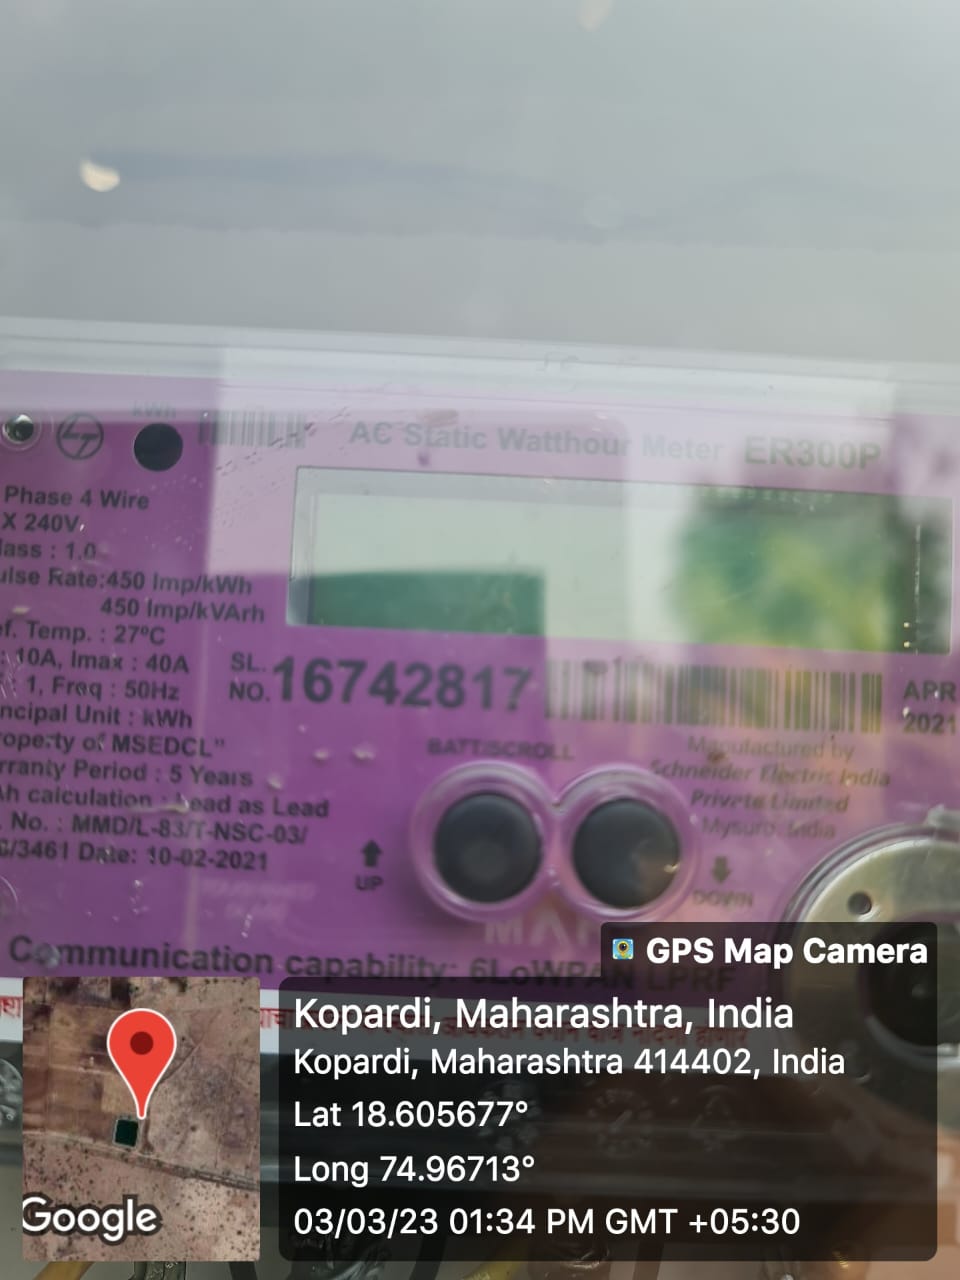 kWh
AC Static Watthour Meter ER300P
Phase 4 Wire
X 240V,
lass : 1.0
ulse Rate:450 Imp/kWh
450 Imp/kVArh
ef. Temp. : 27°C
: 10A, Imax : 40A
: 1, Freq : 50Hz
ncipal Unit : kWh
operty of MSEDCL"
rranty Period : 5 Years
Ah calculation : Lead as Lead
. No. : MMD/L-83/T-NSC-03/
/3461 Date: 10-02-2021
SL.
NO. 16742817
APR
2021
BATT/SCROLL
Manufactured by
Schneider Electric India
Private Limited
Mysuru, India
UP
DOWN
Communication capability: 6LoWPAN LPRF
GPS Map Camera
Kopardi, Maharashtra, India
Kopardi, Maharashtra 414402, India
Lat 18.605677°
Long 74.96713°
03/03/23 01:34 PM GMT +05:30
Google